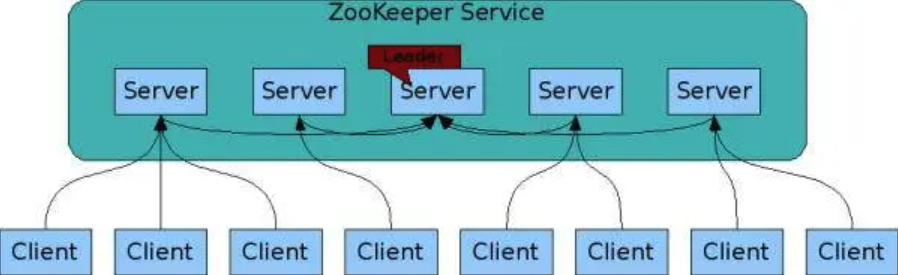 ZooKeeper Service
Leader
Server Server Server Server Server
Client Client Client Client Client Client Client Client